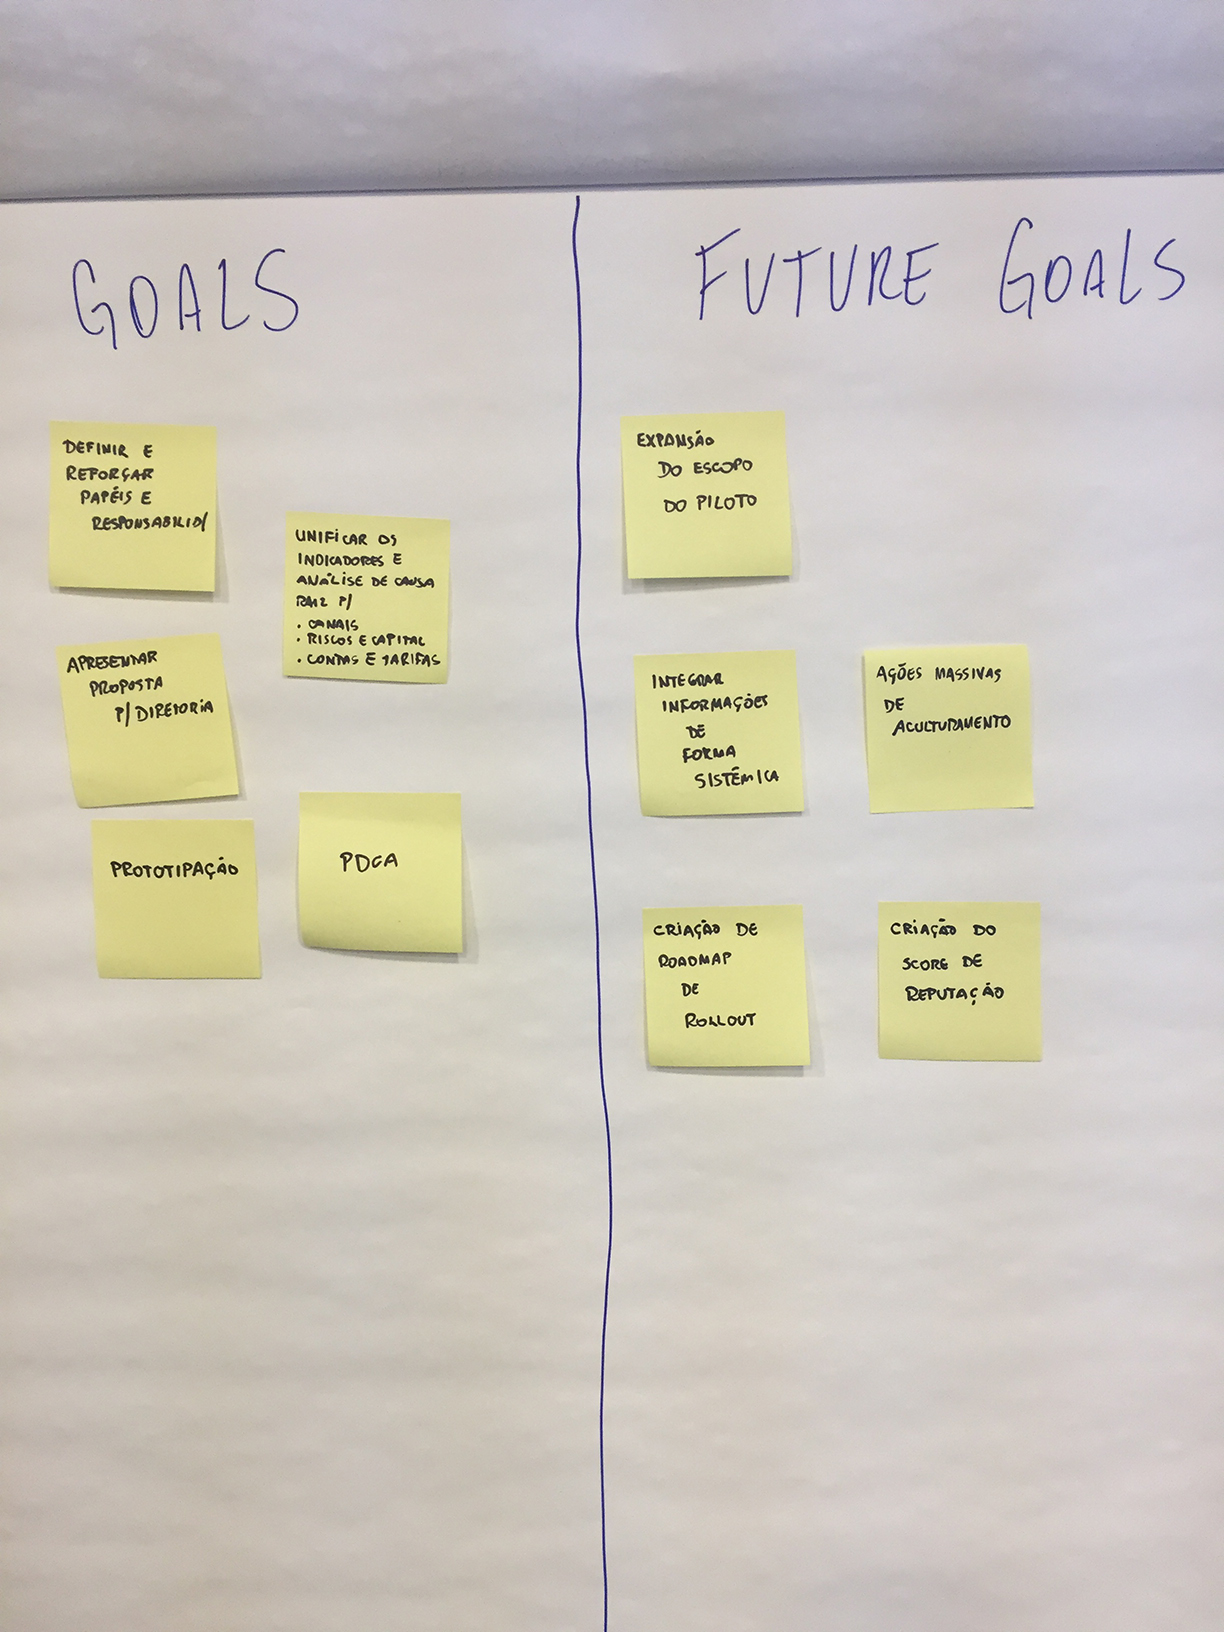 GOALS
DEFINIR E
REFORÇAR
PAPÉIS E
RESPONSABILID/
UNIFICAR OS
INDICADORES E
ANÁLISE DE CAUSA
RAIZ P/
. CANAIS
. RISCOS E CAPITAL
. CONTAS E TARIFAS
APRESENTAR
PROPOSTA
P/ DIRETORIA
PROTOTIPAÇÃO
PDCA
FUTURE GOALS
EXPANSÃO
DO ESCOPO
DO PILOTO
INTEGRAR
INFORMAÇÕES
DE
FORMA
SISTÊMICA
AÇÕES MASSIVAS
DE
ACULTURAMENTO
CRIAÇÃO DE
ROADMAP
DE
ROLLOUT
CRIAÇÃO DO
SCORE DE
REPUTAÇÃO